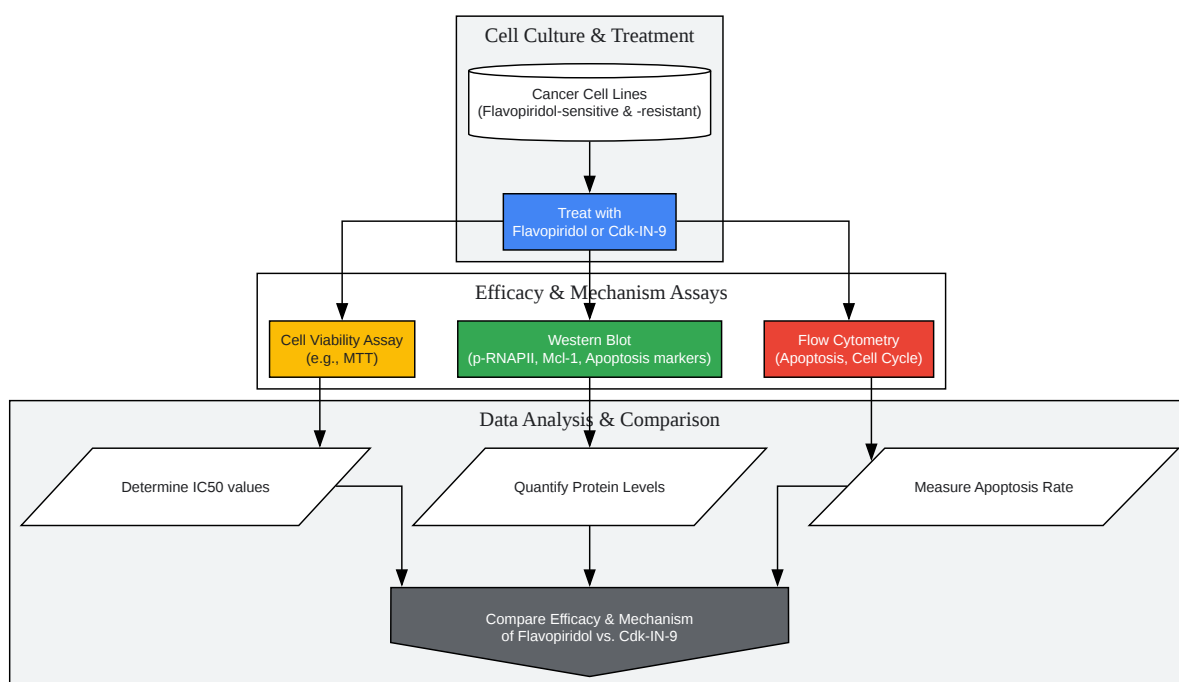 Cell Culture & Treatment
Cancer Cell Lines
(Flavopiridol-sensitive & -resistant)
Treat with
Flavopiridol or Cdk-IN-9
Efficacy & Mechanism Assays
Cell Viability Assay
(e.g., MTT)
Western Blot
(p-RNAPII, Mcl-1, Apoptosis markers)
Flow Cytometry
(Apoptosis, Cell Cycle)
Data Analysis & Comparison
Determine IC50 values
Quantify Protein Levels
Measure Apoptosis Rate
Compare Efficacy & Mechanism
of Flavopiridol vs. Cdk-IN-9